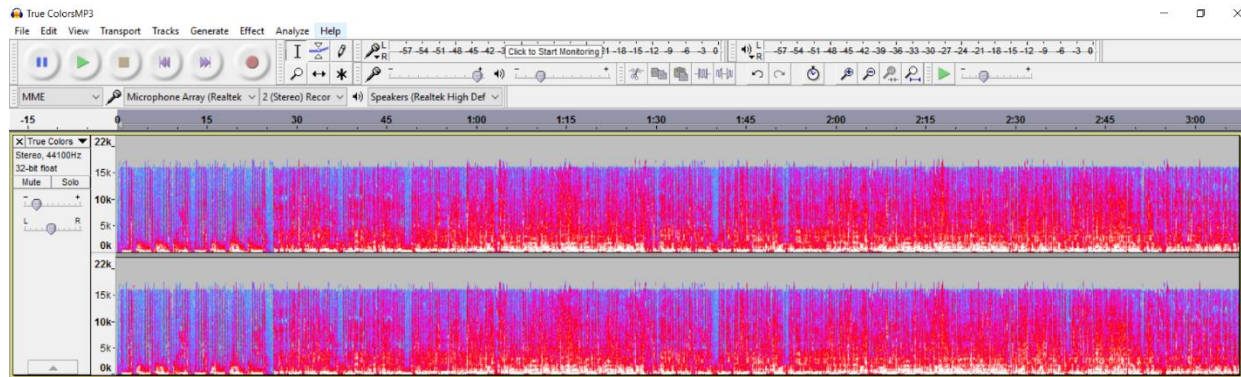 True ColorsMP3
File Edit View Transport Tracks Generate Effect Analyze Help
L R -57 -54 -51 -48 -45 -42 -3 Click to Start Monitoring 21 -18 -15 -12 -9 -6 -3 0 L R -57 -54 -51 -48 -45 -42 -39 -36 -33 -30 -27 -24 -21 -18 -15 -12 -9 -6 -3 0
MME Microphone Array (Realtek 2 (Stereo) Recor Speakers (Realtek High Def
-15 0 15 30 45 1:00 1:15 1:30 1:45 2:00 2:15 2:30 2:45 3:00
True Colors 22k
Stereo, 44100Hz
32-bit float 15k
Mute Solo
- + 10k
L R 5k
0k
22k
15k
10k
5k
0k